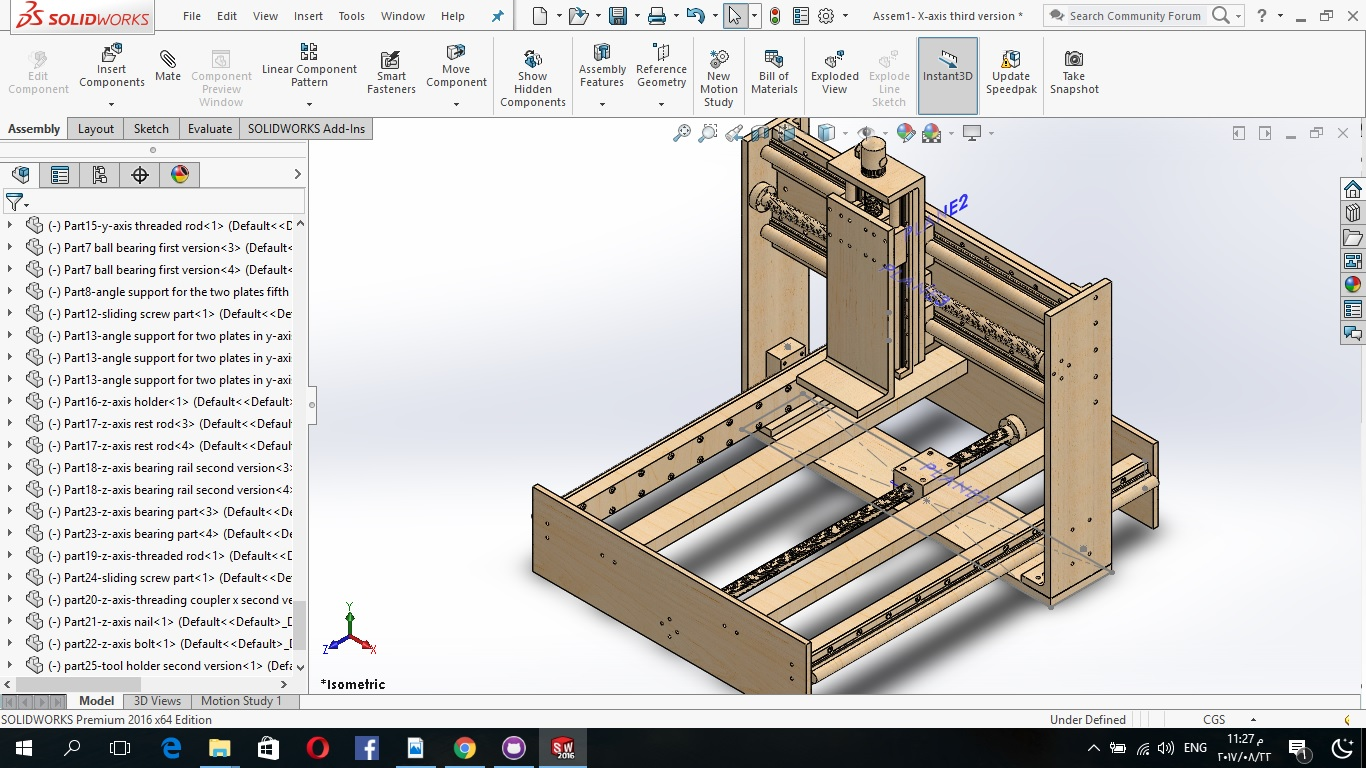 SOLIDWORKS File Edit View Insert Tools Window Help Assem1- X-axis third version * Search Community Forum ?
Edit Component
Insert Components
Mate
Component Preview Window
Linear Component Pattern
Smart Fasteners
Move Component
Show Hidden Components
Assembly Features
Reference Geometry
New Motion Study
Bill of Materials
Exploded View
Explode Line Sketch
Instant3D
Update Speedpak
Take Snapshot
Assembly Layout Sketch Evaluate SOLIDWORKS Add-Ins
(-) Part15-y-axis threaded rod<1> (Default<<D
(-) Part7 ball bearing first version<3> (Default<
(-) Part7 ball bearing first version<4> (Default<
(-) Part8-angle support for the two plates fifth
(-) Part12-sliding screw part<1> (Default<<De
(-) Part13-angle support for two plates in y-axi
(-) Part13-angle support for two plates in y-axi
(-) Part13-angle support for two plates in y-axi
(-) Part16-z-axis holder<1> (Default<<Default>
(-) Part17-z-axis rest rod<3> (Default<<Defaul
(-) Part17-z-axis rest rod<4> (Default<<Defaul
(-) Part18-z-axis bearing rail second version<3>
(-) Part18-z-axis bearing rail second version<4>
(-) Part23-z-axis bearing part<3> (Default<<De
(-) Part23-z-axis bearing part<4> (Default<<De
(-) part19-z-axis-threaded rod<1> (Default<<D
(-) Part24-sliding screw part<1> (Default<<De
(-) part20-z-axis-threading coupler x second ve
(-) Part21-z-axis nail<1> (Default<Default>_D
(-) part22-z-axis bolt<1> (Default<Default>_D
(-) part25-tool holder second version<1> (Defa
PLANE1
Y
Z
X
*Isometric
Model 3D Views Motion Study 1
SOLIDWORKS Premium 2016 x64 Edition Under Defined CGS
SW 2016
ENG
11:27 م
٢٠١٧/٠٨/٢٢
1